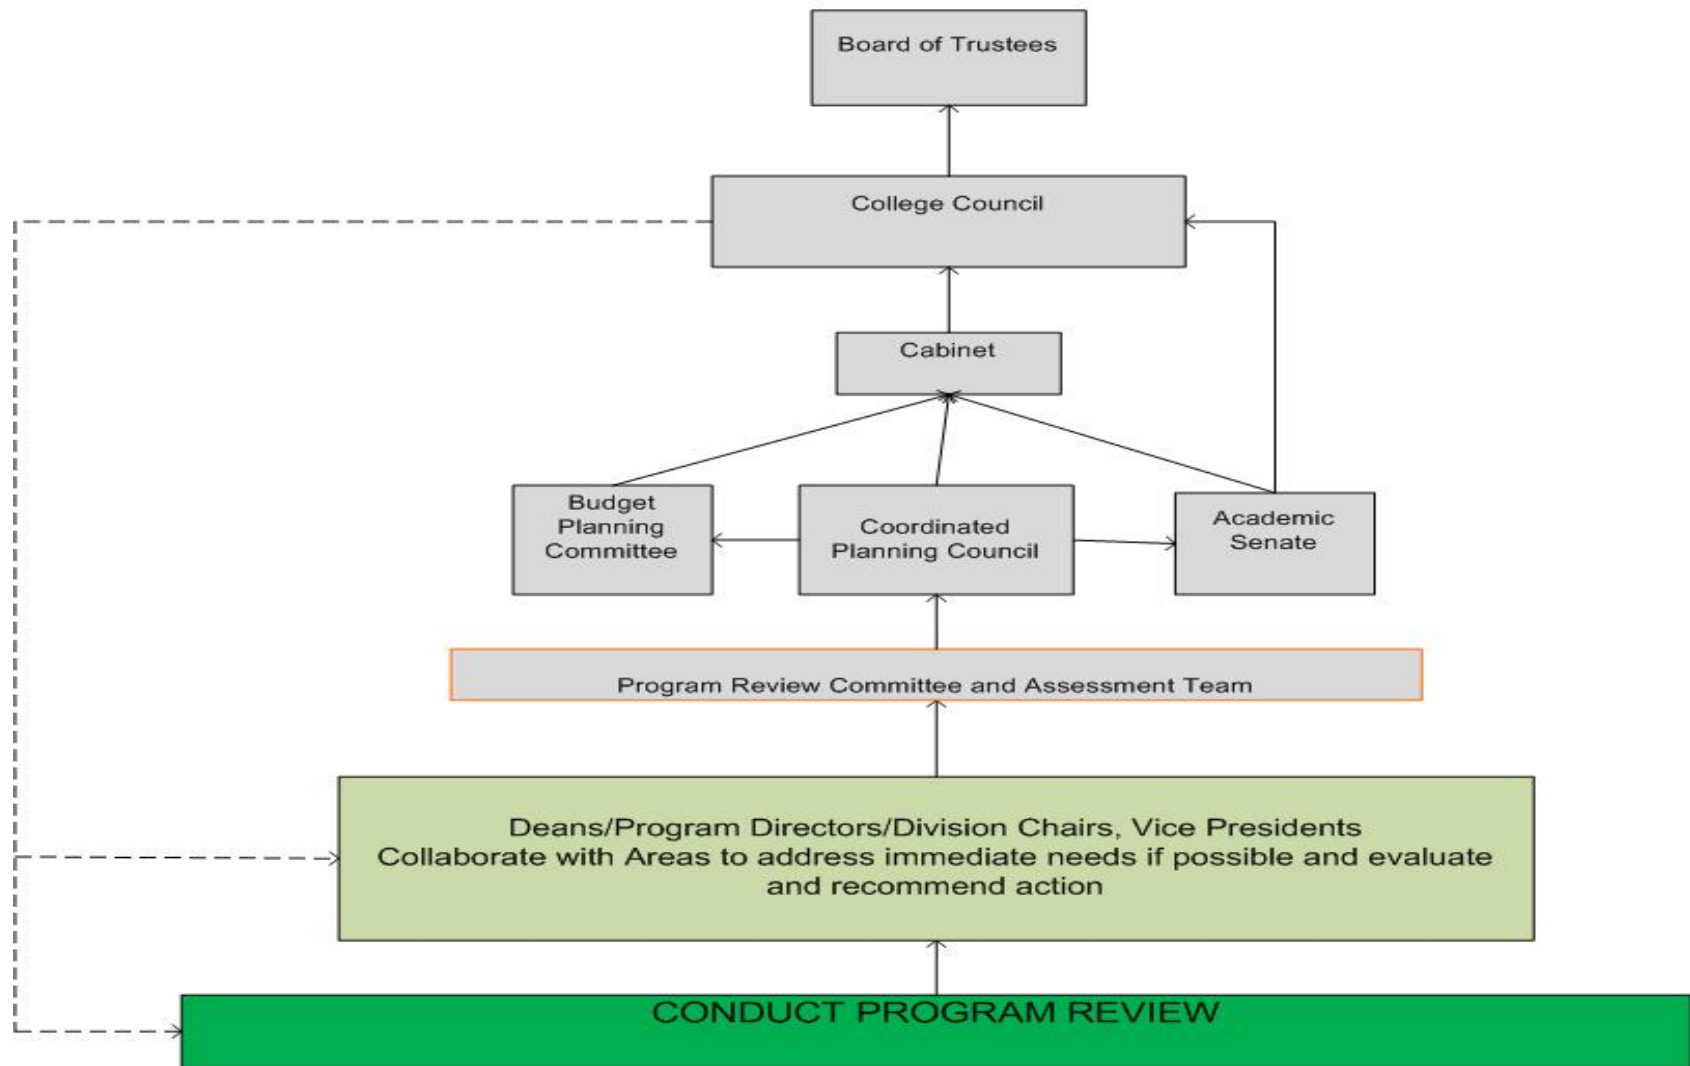 Board of Trustees
College Council
Cabinet
Budget
Planning
Committee
Coordinated
Planning Council
Academic
Senate
Program Review Committee and Assessment Team
Deans/Program Directors/Division Chairs, Vice Presidents
Collaborate with Areas to address immediate needs if possible and evaluate
and recommend action
CONDUCT PROGRAM REVIEW